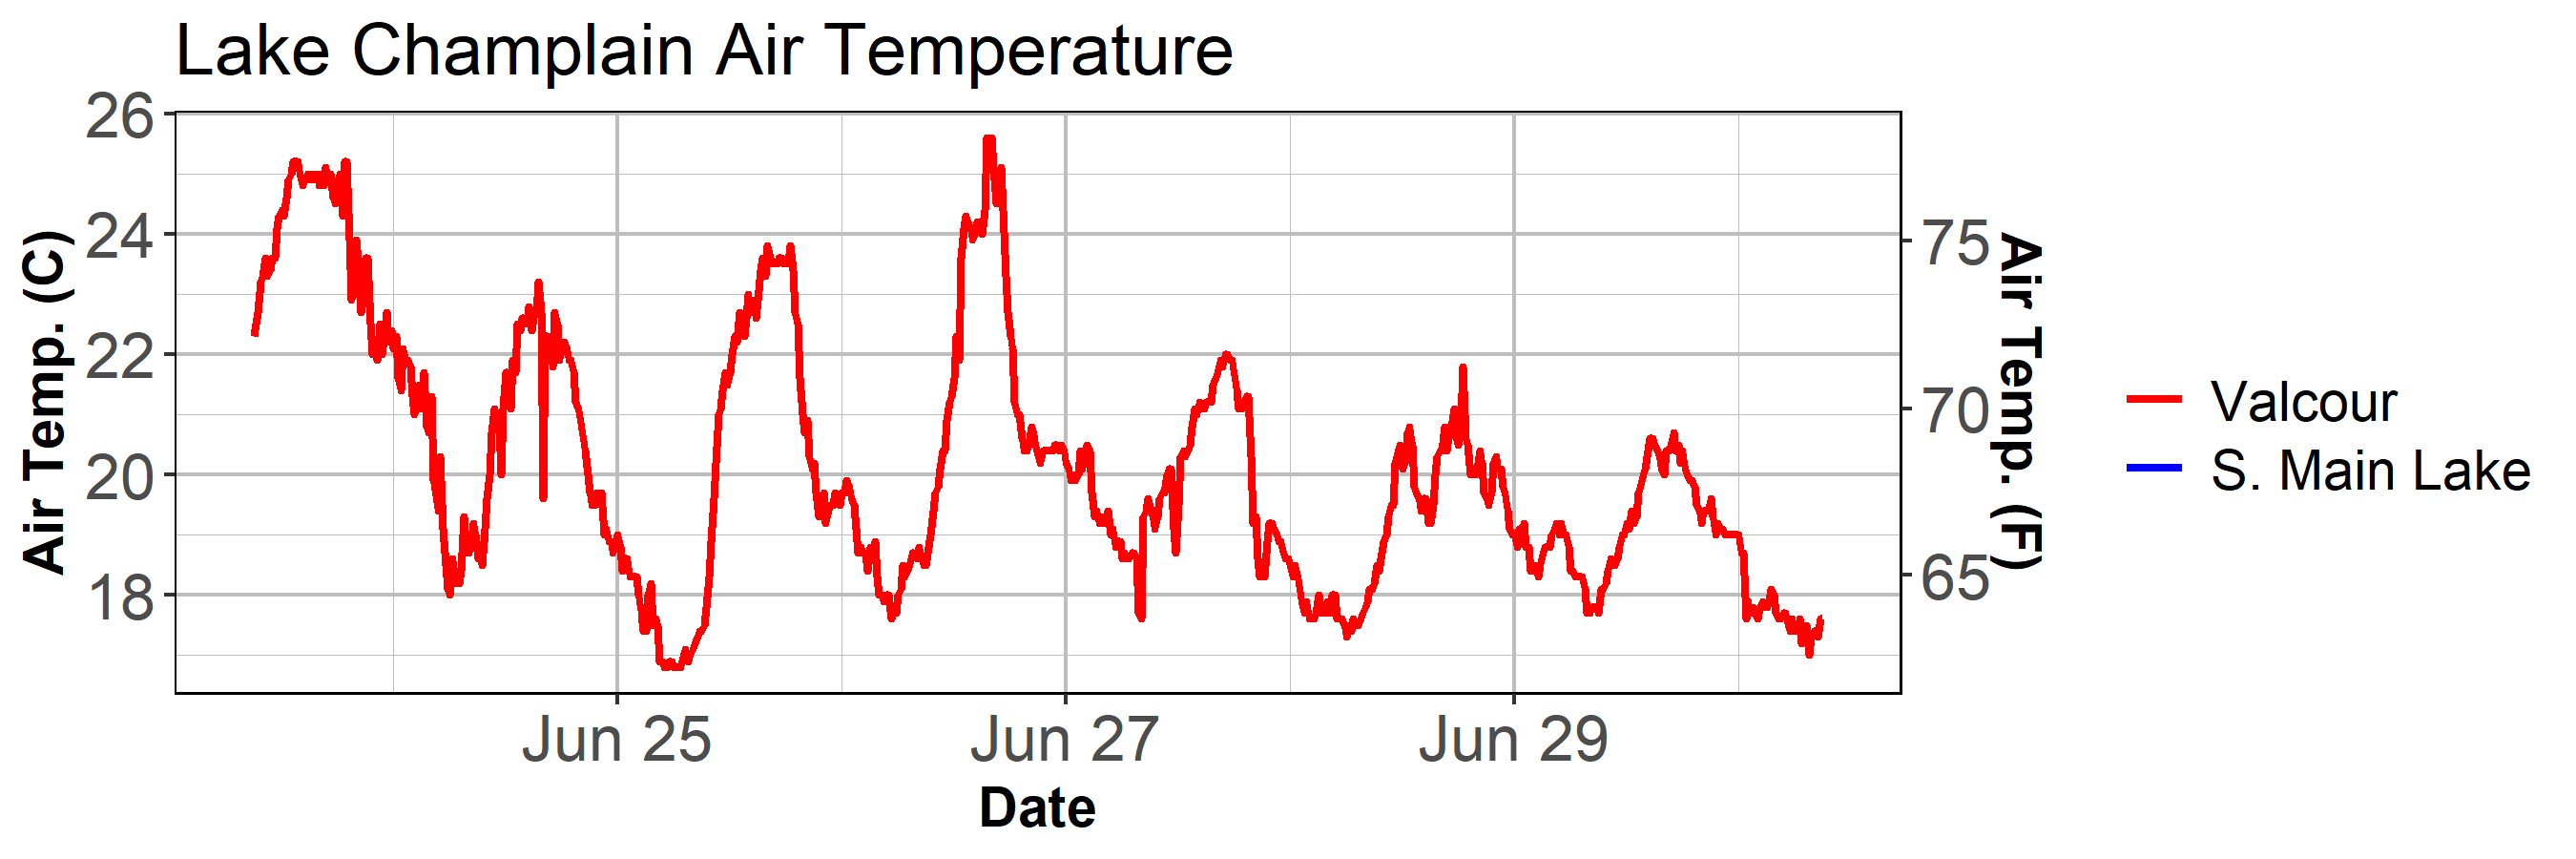 Lake Champlain Air Temperature
26
24
22
20
18
Air Temp. (C)
75
70
65
Air Temp. (F)
Jun 25
Jun 27
Jun 29
Date
Valcour
S. Main Lake